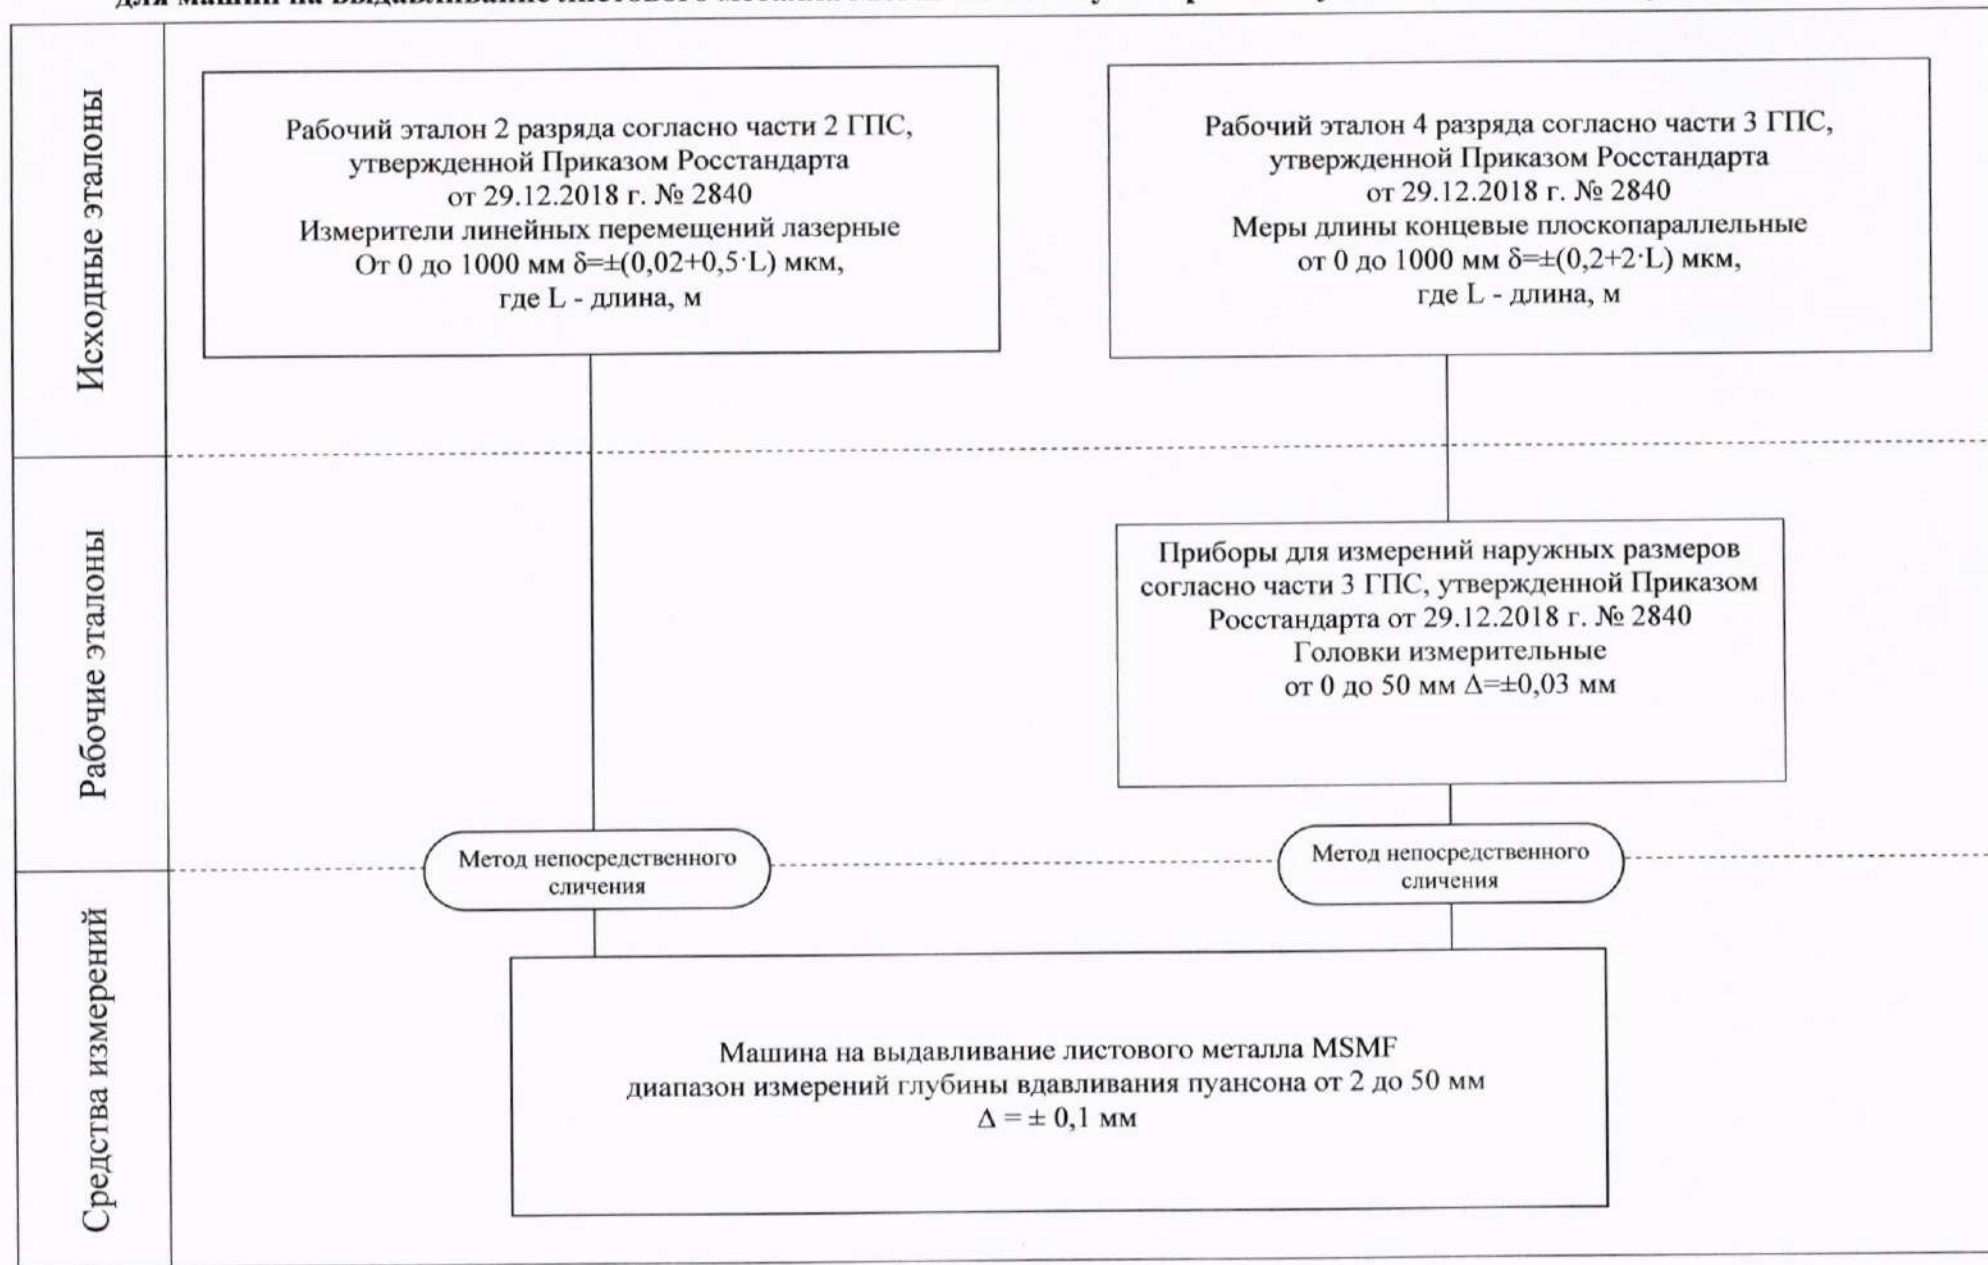 для машин на выдавливание листового металла
Исходные эталоны
Рабочий эталон 2 разряда согласно части 2 ГПС,
утвержденной Приказом Росстандарта
от 29.12.2018 г. № 2840
Измерители линейных перемещений лазерные
От 0 до 1000 мм δ=±(0,02+0,5·L) мкм,
где L - длина, м
Рабочий эталон 4 разряда согласно части 3 ГПС,
утвержденной Приказом Росстандарта
от 29.12.2018 г. № 2840
Меры длины концевые плоскопараллельные
от 0 до 1000 мм δ=±(0,2+2·L) мкм,
где L - длина, м
Рабочие эталоны
Приборы для измерений наружных размеров
согласно части 3 ГПС, утвержденной Приказом
Росстандарта от 29.12.2018 г. № 2840
Головки измерительные
от 0 до 50 мм Δ=±0,03 мм
Метод непосредственного
сличения
Метод непосредственного
сличения
Средства измерений
Машина на выдавливание листового металла MSMF
диапазон измерений глубины вдавливания пуансона от 2 до 50 мм
Δ = ± 0,1 мм